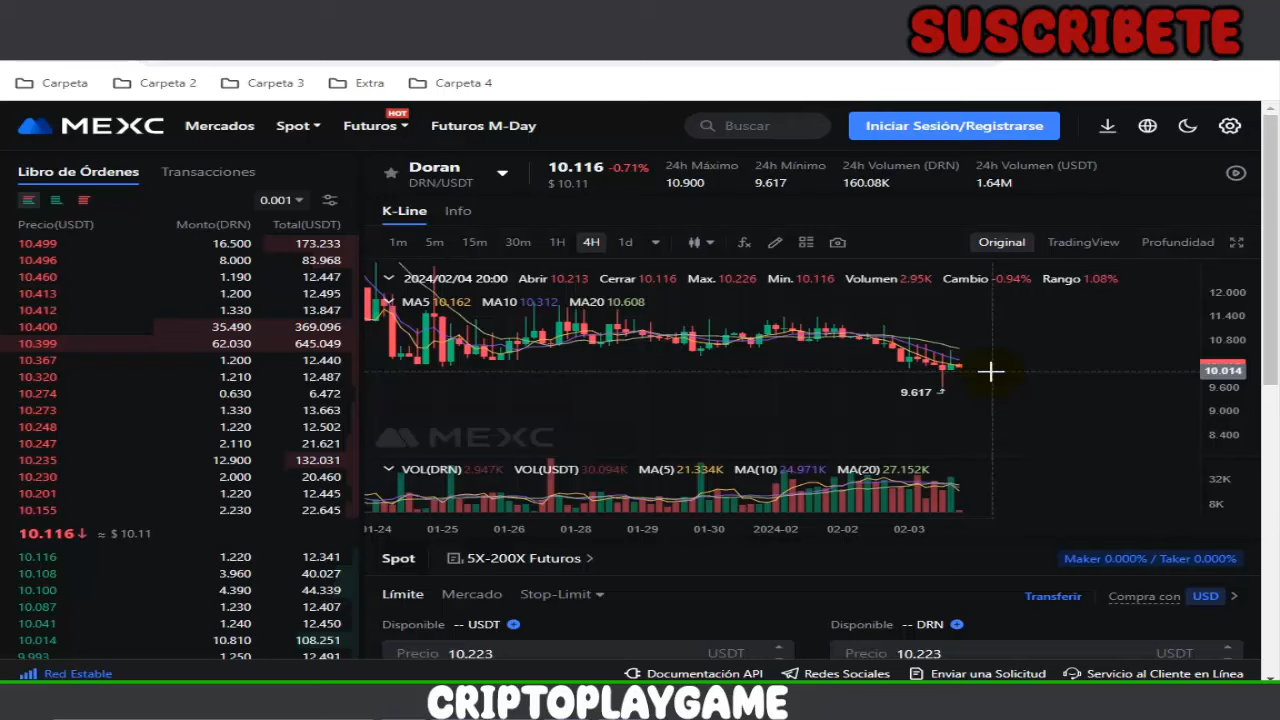 SUSCRIBETE
Carpeta Carpeta 2 Carpeta 3 Extra Carpeta 4
MEXC Mercados Spot Futuros HOT Futuros M-Day Buscar Iniciar Sesión/Registrarse
Libro de Órdenes Transacciones
0.001
Precio(USDT) Monto(DRN) Total(USDT)
10.499 16.500 173.233
10.496 8.000 83.968
10.460 1.190 12.447
10.413 1.200 12.495
10.412 1.330 13.847
10.400 35.490 369.096
10.399 62.030 645.049
10.367 1.200 12.440
10.320 1.210 12.487
10.274 0.630 6.472
10.273 1.330 13.663
10.248 1.220 12.502
10.247 2.110 21.621
10.235 12.900 132.031
10.230 2.000 20.460
10.201 1.220 12.445
10.155 2.230 22.645
10.116↓ ≈ $ 10.11
10.116 1.220 12.341
10.108 3.960 40.027
10.100 4.390 44.339
10.087 1.230 12.407
10.041 1.240 12.450
10.014 10.810 108.251
9.993 1.250 12.491
Doran 10.116 -0.71% 24h Máximo 24h Mínimo 24h Volumen (DRN) 24h Volumen (USDT)
DRN/USDT $ 10.11 10.900 9.617 160.08K 1.64M
K-Line Info
1m 5m 15m 30m 1H 4H 1d Original TradingView Profundidad
2024/02/04 20:00 Abrir 10.213 Cerrar 10.116 Max. 10.226 Min. 10.116 Volumen 2.95K Cambio -0.94% Rango 1.08%
MA5 10.162 MA10 10.312 MA20 10.608
12.000
11.400
10.800
10.014
9.600
9.617
9.000
8.400
MEXC
VOL(DRN) 2.947K VOL(USDT) 30.094K MA(5) 21.334K MA(10) 24.971K MA(20) 27.152K
32K
8K
01-24 01-25 01-26 01-28 01-29 01-30 2024-02 02-02 02-03
Spot 5X-200X Futuros > Maker 0.000% / Taker 0.000%
Límite Mercado Stop-Limit Transferir Compra con USD >
Disponible -- USDT Disponible -- DRN
Precio 10.223 USDT Precio 10.223 USDT
Red Estable Documentación API Redes Sociales Enviar una Solicitud Servicio al Cliente en Línea
CRIPTOPLAYGAME